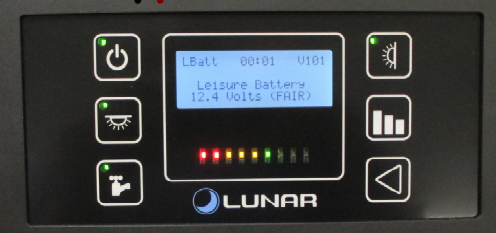 LBatt 00:01 V101
Leisure Battery
12.4 Volts (FAIR)
LUNAR